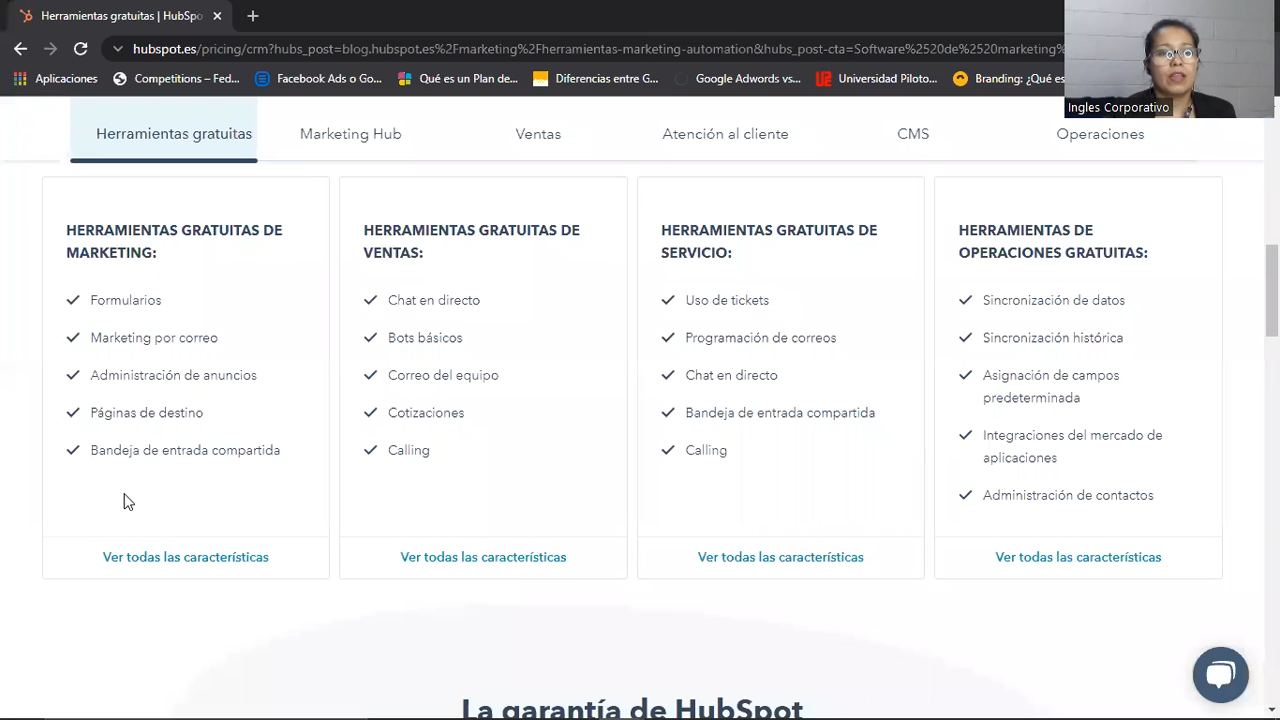 Herramientas gratuitas | HubSpo
hubspot.es/pricing/crm?hubs_post=blog.hubspot.es%2Fmarketing%2Fherramientas-marketing-automation&hubs_post-cta=Software%2520de%2520marketing%
Aplicaciones
Competitions – Fed...
Facebook Ads o Go...
Qué es un Plan de...
Diferencias entre G...
Google Adwords vs...
Universidad Piloto...
Branding: ¿Qué es
Ingles Corporativo
Herramientas gratuitas
Marketing Hub
Ventas
Atención al cliente
CMS
Operaciones
HERRAMIENTAS GRATUITAS DE
MARKETING:
Formularios
Marketing por correo
Administración de anuncios
Páginas de destino
Bandeja de entrada compartida
Ver todas las características
HERRAMIENTAS GRATUITAS DE
VENTAS:
Chat en directo
Bots básicos
Correo del equipo
Cotizaciones
Calling
Ver todas las características
HERRAMIENTAS GRATUITAS DE
SERVICIO:
Uso de tickets
Programación de correos
Chat en directo
Bandeja de entrada compartida
Calling
Ver todas las características
HERRAMIENTAS DE
OPERACIONES GRATUITAS:
Sincronización de datos
Sincronización histórica
Asignación de campos
predeterminada
Integraciones del mercado de
aplicaciones
Administración de contactos
Ver todas las características
La garantía de HubSpot